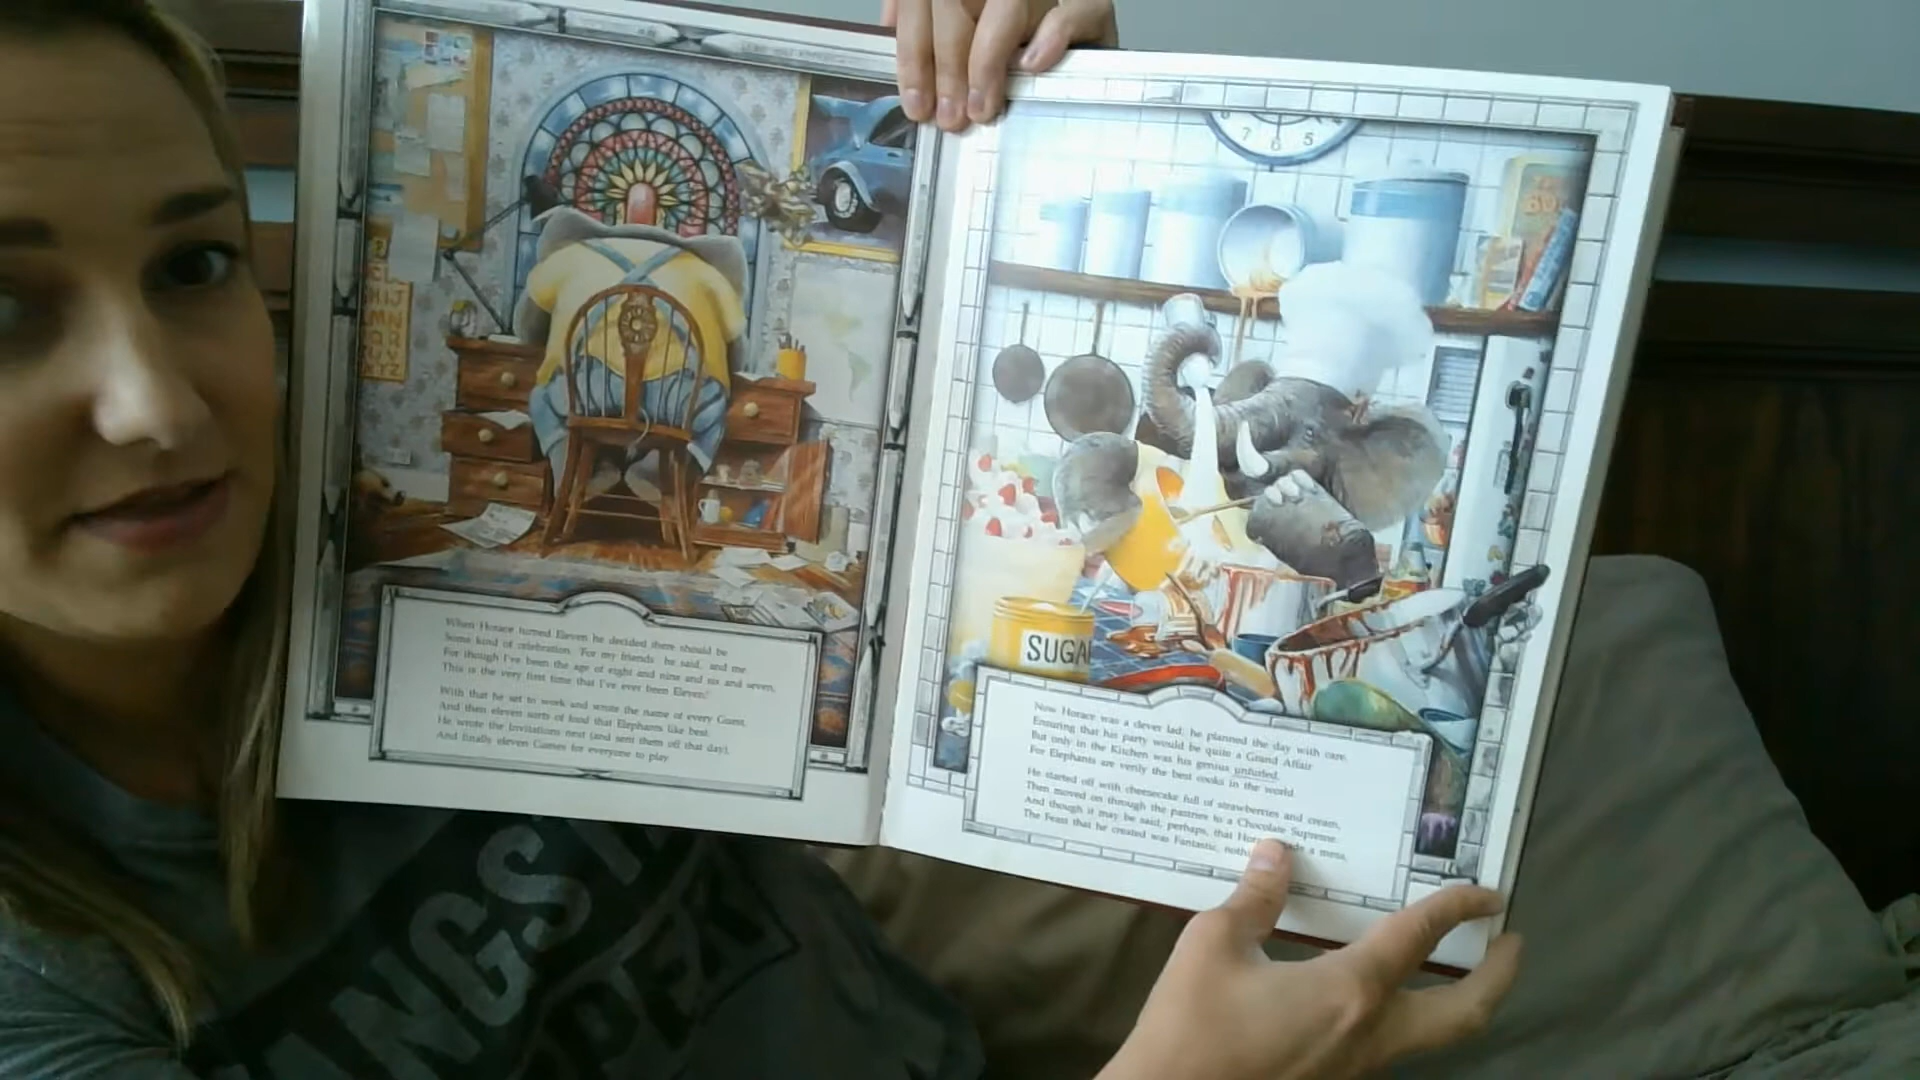 When Horace turned Eleven he decided there should be
Some kind of celebration. 'For my friends' he said, 'and me.
For though I've been the age of eight and nine and six and seven,
This is the very first time that I've ever been Eleven.'
With that he set to work and wrote the name of every Guest,
And then eleven sorts of food that Elephants like best.
He wrote the Invitations next (and sent them off that day),
And finally eleven Games for everyone to play.
7 6 5
SUGA
Now Horace was a clever lad; he planned the day with care,
Ensuring that his party would be quite a Grand Affair.
But only in the Kitchen was his genius unfurled,
For Elephants are verily the best cooks in the world.
He started off with cheesecake full of strawberries and cream,
Then moved on through the pastries to a Chocolate Supreme.
And though it may be said, perhaps, that Horace made a mess,
The Feast that he created was Fantastic, nothi